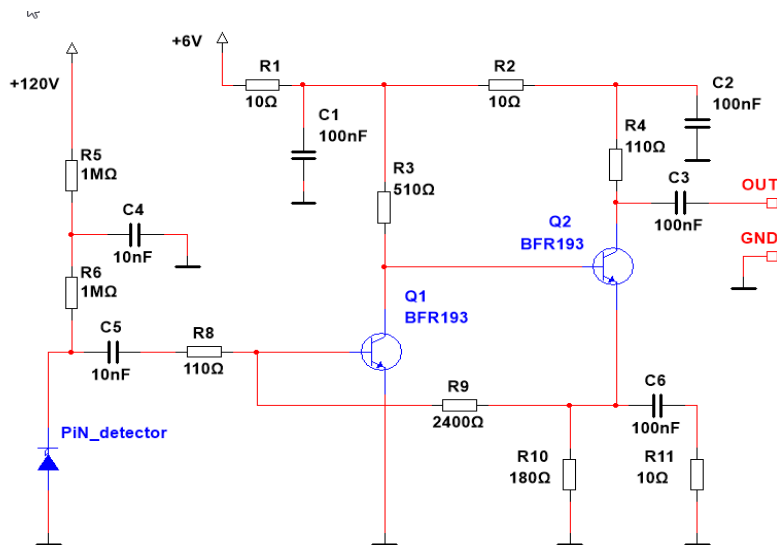 +6V
+120V
R1
10Ω
R2
10Ω
C1
100nF
C2
100nF
R4
110Ω
R3
510Ω
R5
1MΩ
C3
100nF
OUT
GND
C4
10nF
Q2
BFR193
R6
1MΩ
Q1
BFR193
C5
10nF
R8
110Ω
R9
2400Ω
C6
100nF
PiN_detector
R10
180Ω
R11
10Ω